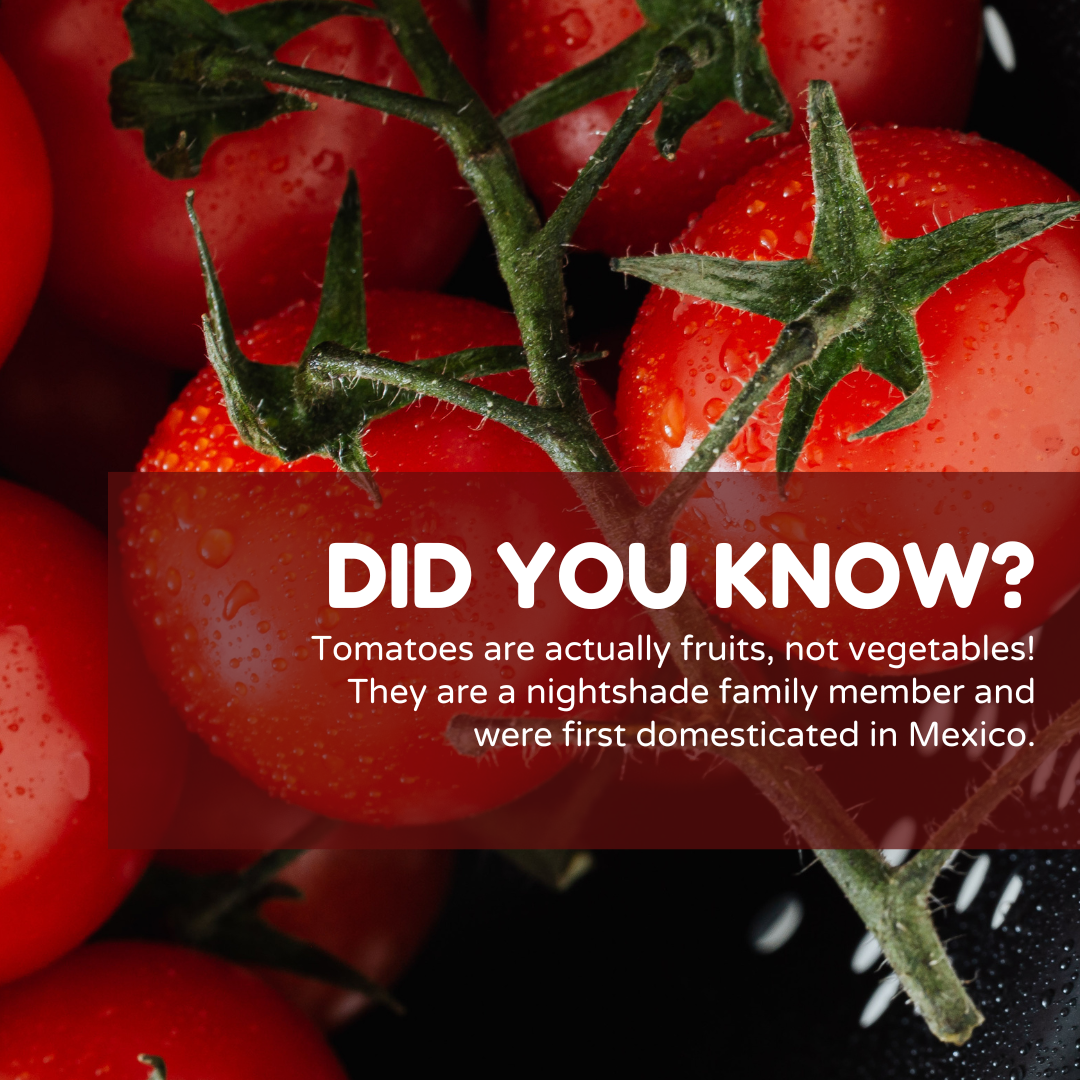 DID YOU KNOW?
Tomatoes are actually fruits, not vegetables!
They are a nightshade family member and
were first domesticated in Mexico.